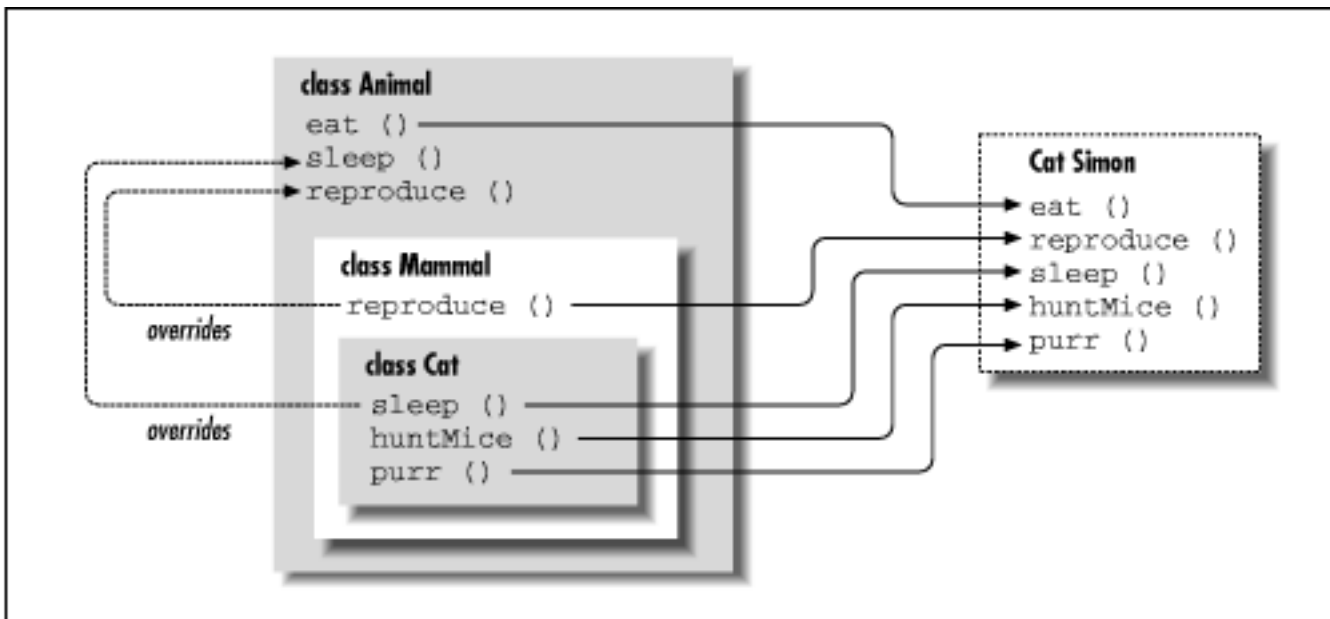 class Animal
eat ()
sleep ()
reproduce ()
class Mammal
reproduce ()
overrides
class Cat
sleep ()
overrides
huntMice ()
purr ()
Cat Simon
eat ()
reproduce ()
sleep ()
huntMice ()
purr ()